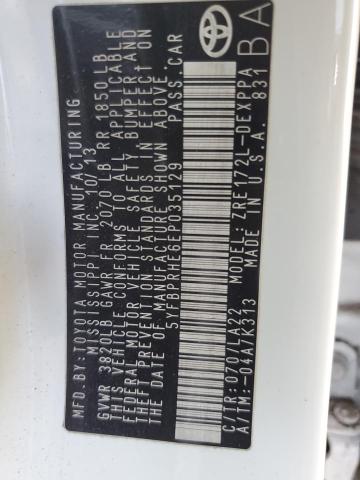 MFD.BY:TOYOTA MOTOR MANUFACTURING
MISSISSIPPI INC. 10/13
GVWR 3820LB GAWR FR 2070 LB RR 1850LB
THIS VEHICLE CONFORMS TO ALL APPLICABLE
FEDERAL MOTOR VEHICLE SAFETY, BUMPER AND
THEFT PREVENTION STANDARDS IN EFFECT ON
THE DATE OF MANUFACTURE SHOWN ABOVE.
5YFBPRHE6EP035129 PASS.CAR
C/TR:070/LA22 ZRE172L-DEXPPA
A/TM:-04A/K313 MADE IN U.S.A. 831
BA
TOYOTA